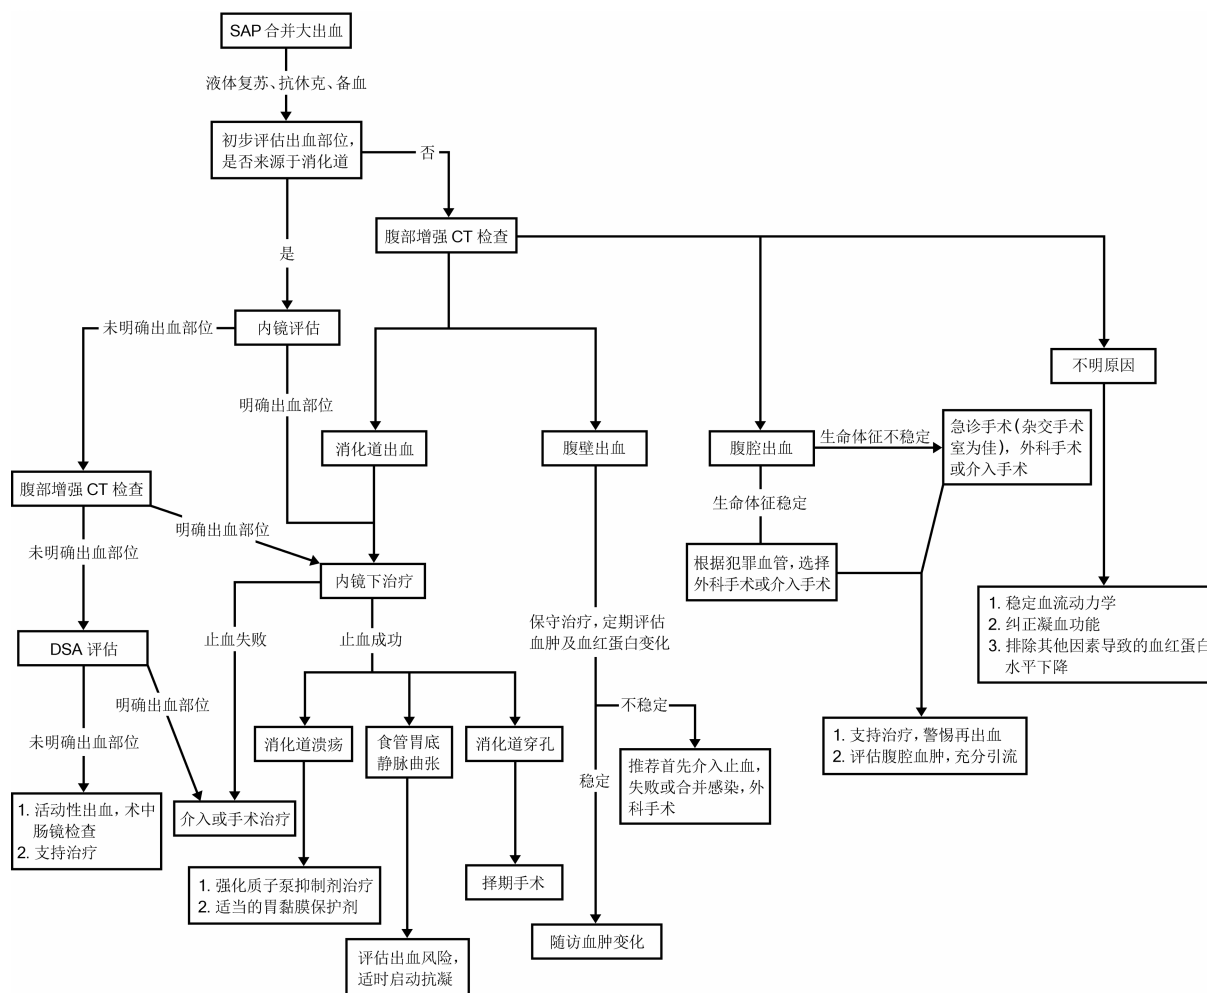 SAP 合并大出血
液体复苏、抗休克、备血
初步评估出血部位，
是否来源于消化道
否
腹部增强 CT 检查
是
未明确出血部位
内镜评估
不明原因
明确出血部位
消化道出血
腹壁出血
腹腔出血
生命体征不稳定
急诊手术（杂交手术
室为佳），外科手术
或介入手术
腹部增强 CT 检查
生命体征稳定
明确出血部位
未明确出血部位
内镜下治疗
根据犯罪血管，选择
外科手术或介入手术
1. 稳定血流动力学
2. 纠正凝血功能
3. 排除其他因素导致的血红蛋白
水平下降
保守治疗，定期评估
血肿及血红蛋白变化
止血失败
止血成功
DSA 评估
明确出血部位
不稳定
未明确出血部位
消化道溃疡
食管胃底
静脉曲张
消化道穿孔
1. 支持治疗，警惕再出血
2. 评估腹腔血肿，充分引流
稳定
推荐首先介入止血，
失败或合并感染，外
科手术
1. 活动性出血，术中
肠镜检查
2. 支持治疗
介入或手术治疗
1. 强化质子泵抑制剂治疗
2. 适当的胃黏膜保护剂
择期手术
随访血肿变化
评估出血风险，
适时启动抗凝